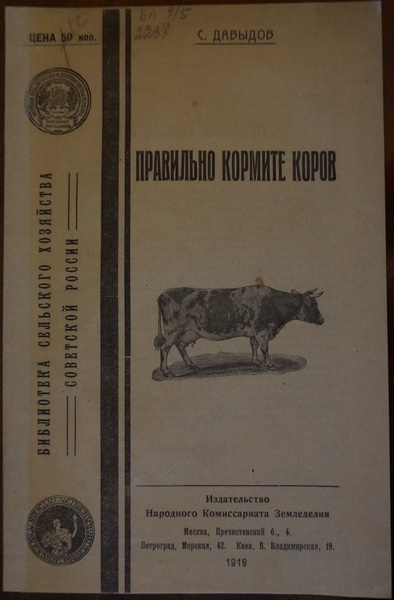 ЦЕНА 50 коп.
С. ДАВЫДОВ
ПРАВИЛЬНО КОРМИТЕ КОРОВ
БИБЛИОТЕКА СЕЛЬСКОГО ХОЗЯЙСТВА
СОВЕТСКОЙ РОССИИ
Издательство
Народного Комиссариата Земледелия
Москва, Пречистенский б., 4.
Петроград, Морская, 42. Киев, Б. Владимирская, 19.
1919